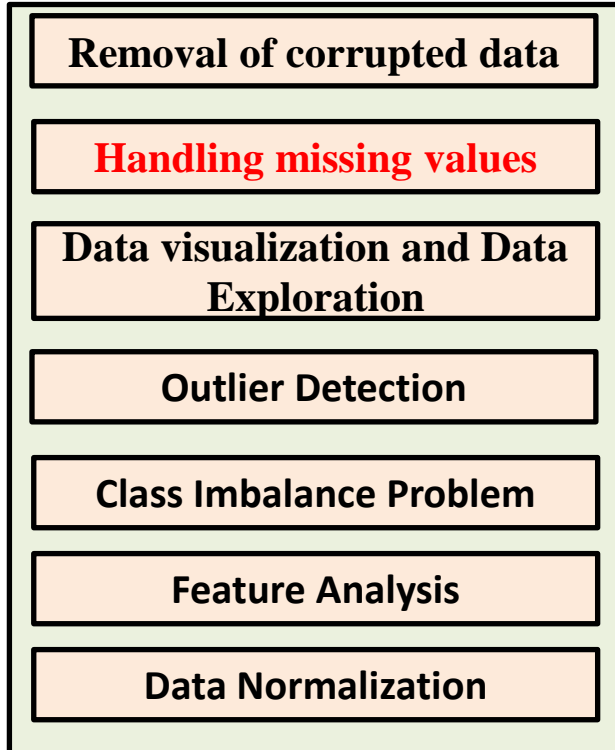 Removal of corrupted data
Handling missing values
Data visualization and Data
Exploration
Outlier Detection
Class Imbalance Problem
Feature Analysis
Data Normalization